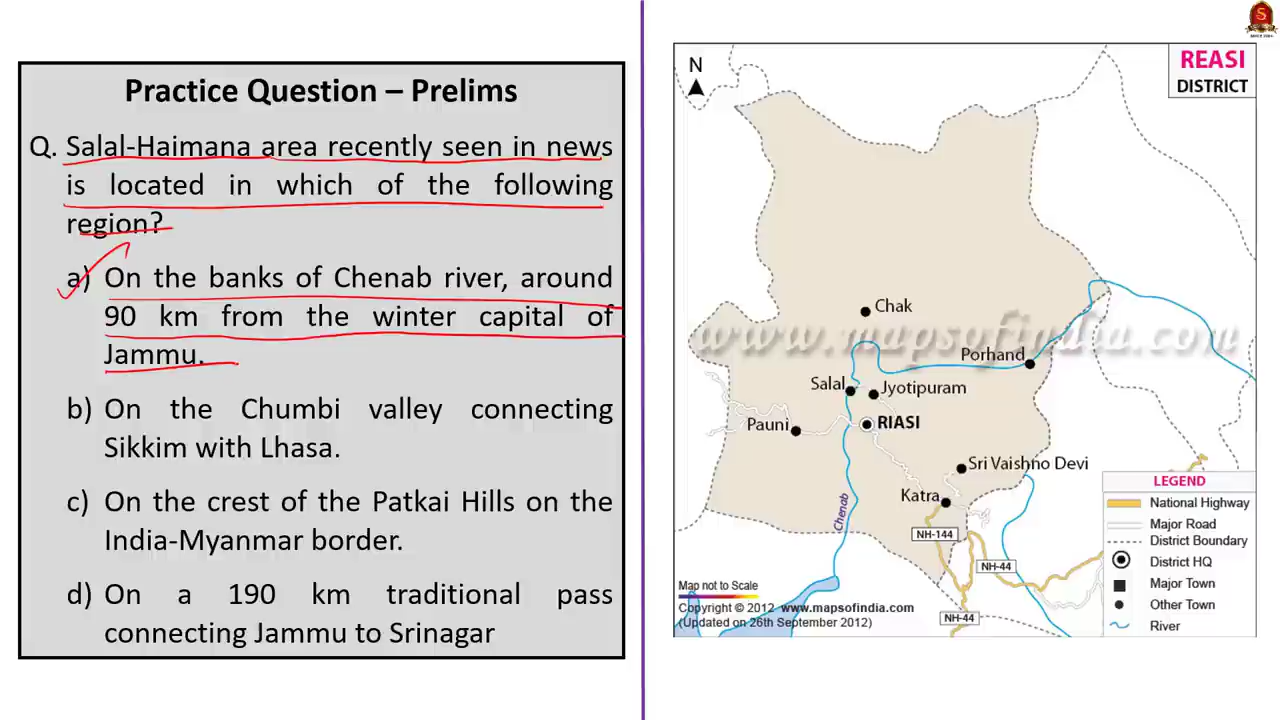 Practice Question – Prelims
Q. Salal-Haimana area recently seen in news
is located in which of the following
region?
a) On the banks of Chenab river, around
90 km from the winter capital of
Jammu.
b) On the Chumbi valley connecting
Sikkim with Lhasa.
c) On the crest of the Patkai Hills on the
India-Myanmar border.
d) On a 190 km traditional pass
connecting Jammu to Srinagar
S
N
REASI
DISTRICT
Chak
www.mapsofindia.com
Porhand
Salal
Jyotipuram
Pauni
RIASI
Sri Vaishno Devi
Katra
Chenab
NH-144
NH-44
NH-44
Map not to Scale
Copyright © 2012 www.mapsofindia.com
(Updated on 26th September 2012)
LEGEND
National Highway
Major Road
District Boundary
District HQ
Major Town
Other Town
River